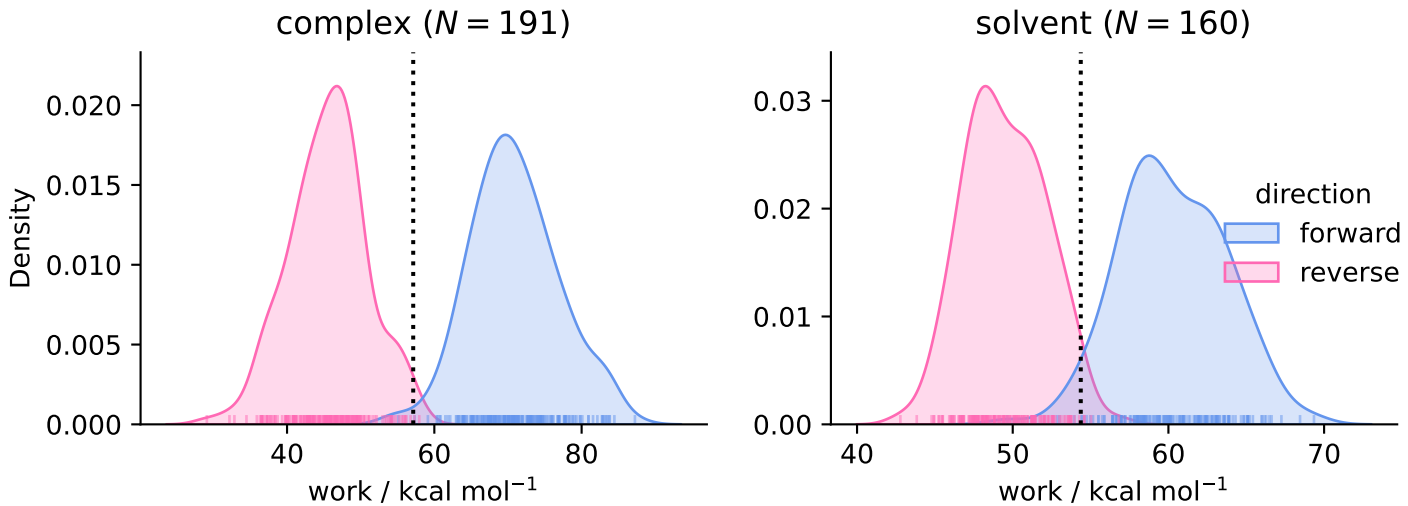 complex (N = 191)
0.020
0.015
0.010
0.005
0.000
Density
40 60 80
work / kcal mol⁻¹
solvent (N = 160)
0.03
0.02
0.01
0.00
40 50 60 70
work / kcal mol⁻¹
direction
forward
reverse